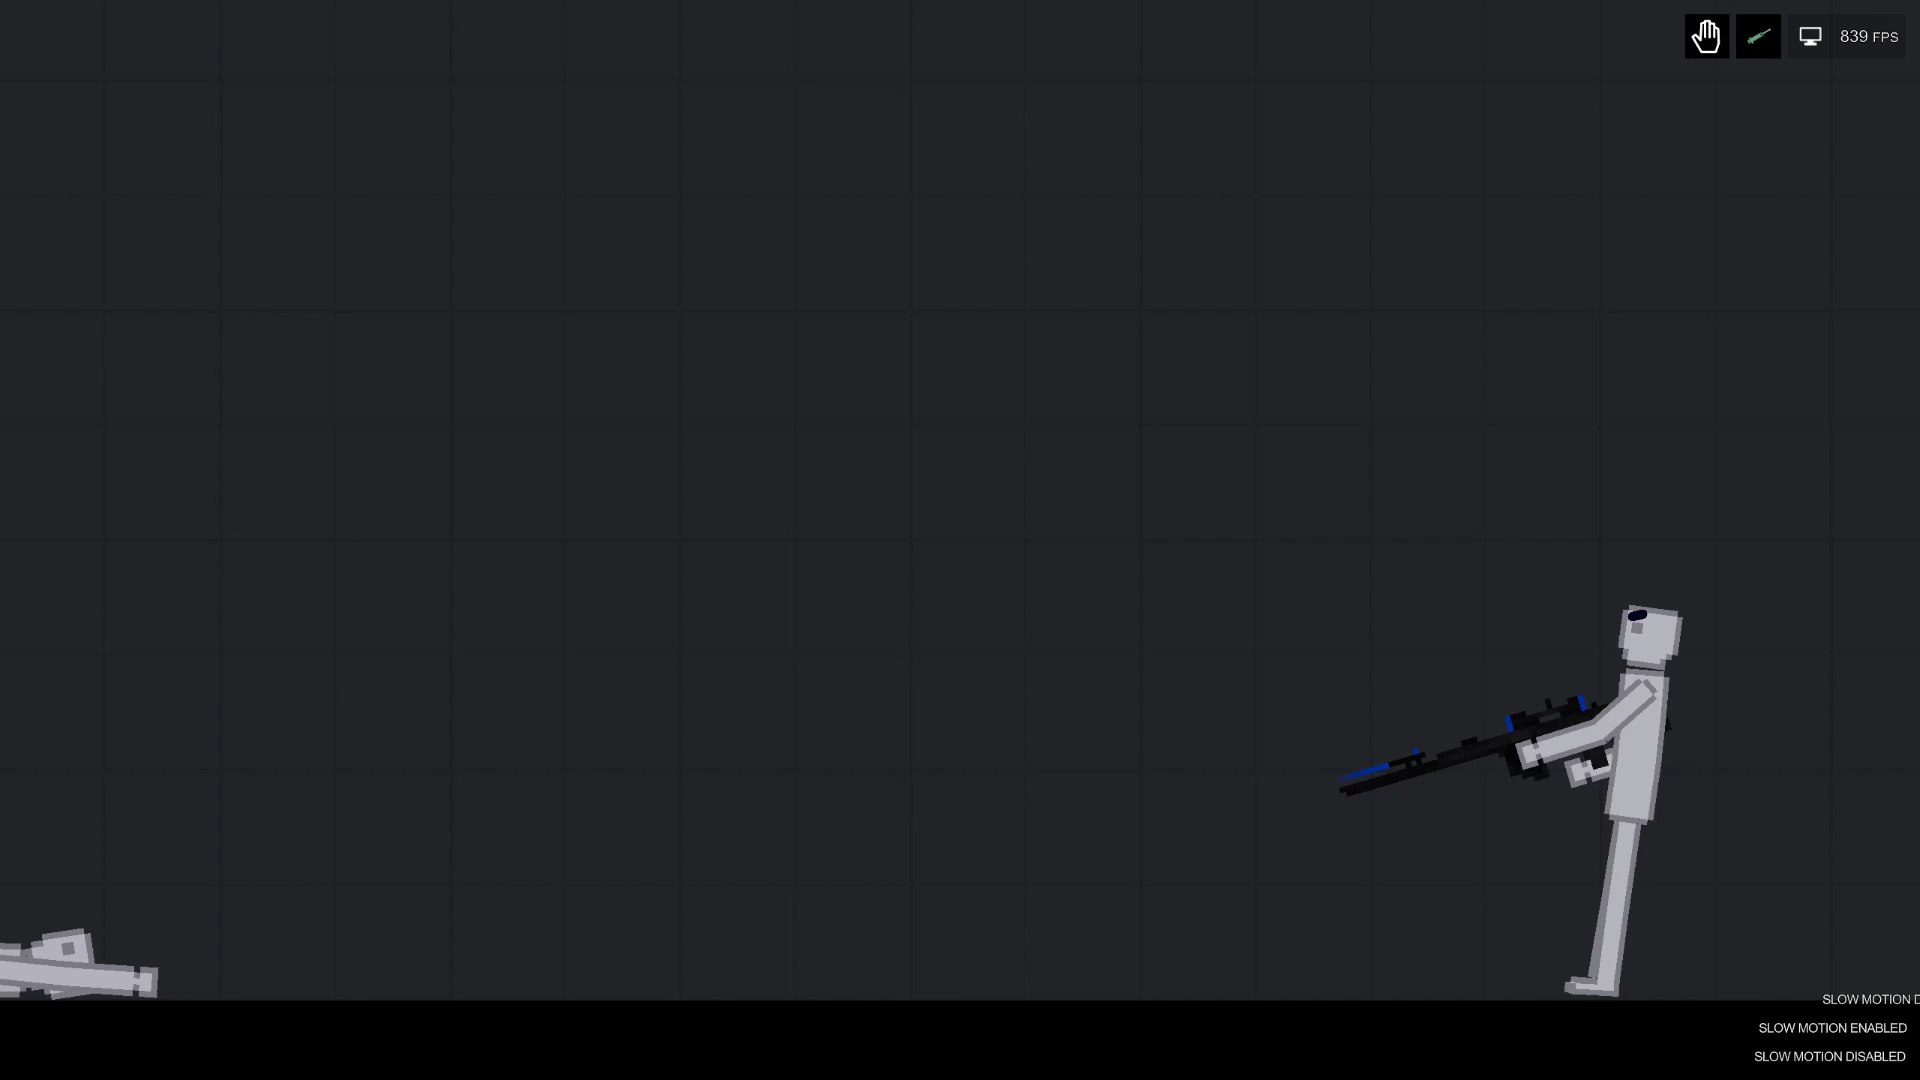 839 FPS
SLOW MOTION D
SLOW MOTION ENABLED
SLOW MOTION DISABLED